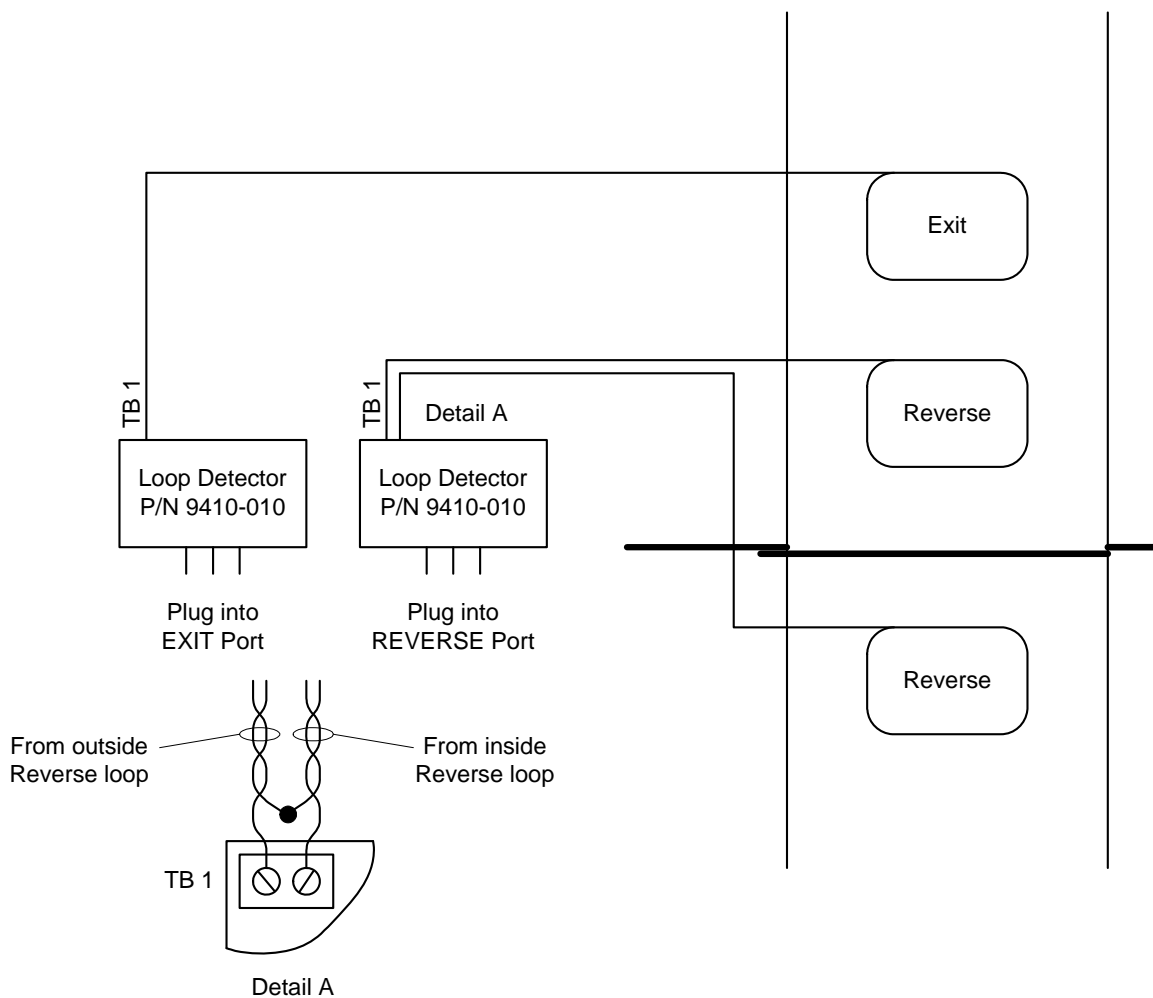 Exit
TB 1
TB 1
Detail A
Reverse
Loop Detector
P/N 9410-010
Loop Detector
P/N 9410-010
Plug into
EXIT Port
Plug into
REVERSE Port
Reverse
From outside
Reverse loop
From inside
Reverse loop
TB 1
Detail A